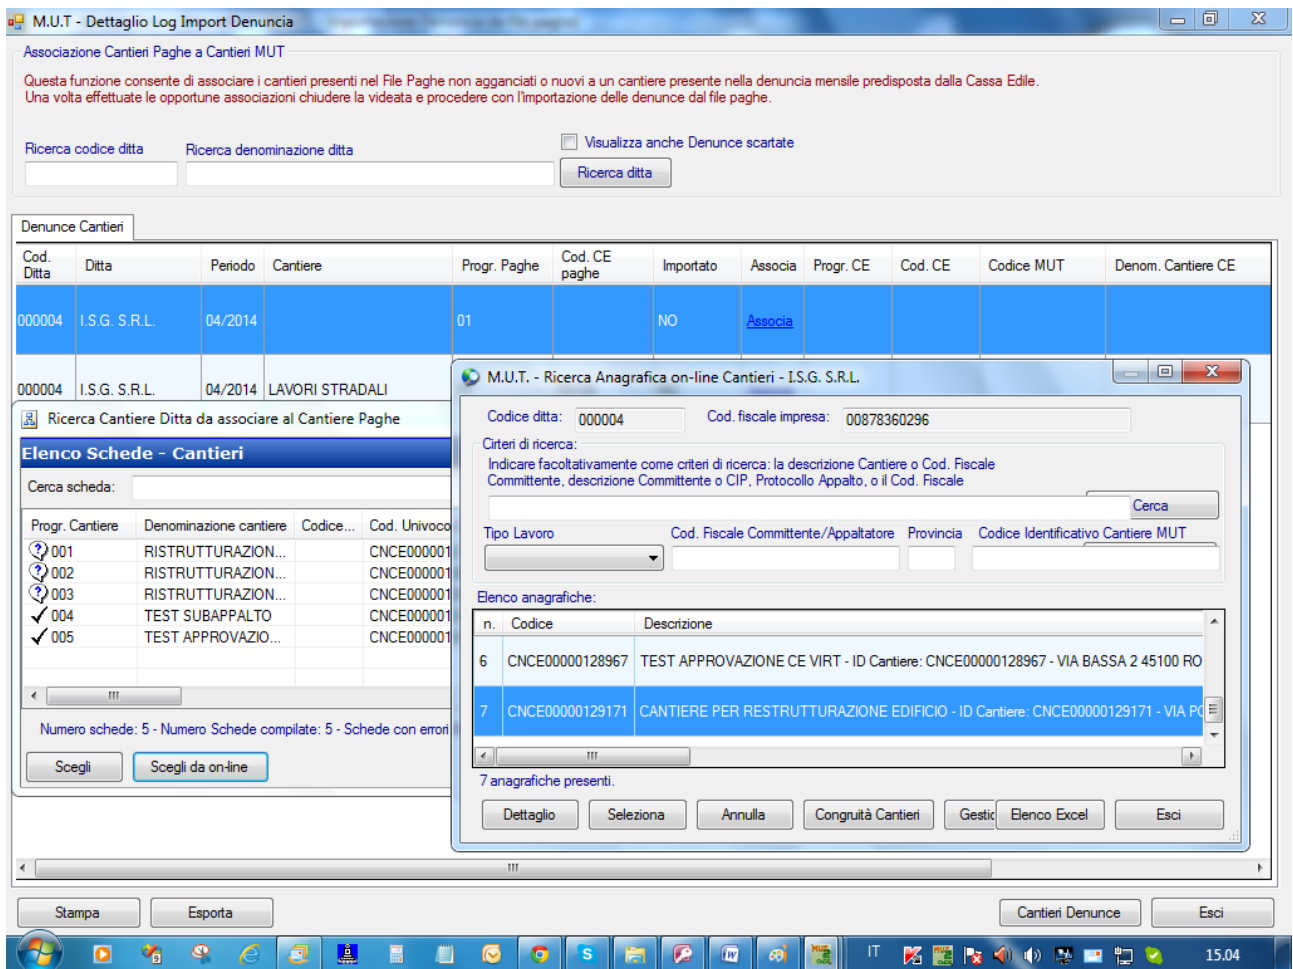 M.U.T - Dettaglio Log Import Denuncia
Associazione Cantieri Paghe a Cantieri MUT
Questa funzione consente di associare i cantieri presenti nel File Paghe non agganciati o nuovi a un cantiere presente nella denuncia mensile predisposta dalla Cassa Edile.
Una volta effettuate le opportune associazioni chiudere la videata e procedere con l'importazione delle denunce dal file paghe.
Visualizza anche Denunce scartate
Ricerca codice ditta Ricerca denominazione ditta
Ricerca ditta
Denunce Cantieri
Cod. Ditta Ditta Periodo Cantiere Progr. Paghe Cod. CE paghe Importato Associa Progr. CE Cod. CE Codice MUT Denom. Cantiere CE
000004 I.S.G. S.R.L. 04/2014 01 NO Associa
000004 I.S.G. S.R.L. 04/2014 LAVORI STRADALI
Ricerca Cantiere Ditta da associare al Cantiere Paghe
Elenco Schede - Cantieri
Cerca scheda:
Progr. Cantiere Denominazione cantiere Codice... Cod. Univoco
001 RISTRUTTURAZION... CNCE000001
002 RISTRUTTURAZION... CNCE000001
003 RISTRUTTURAZION... CNCE000001
004 TEST SUBAPPALTO CNCE000001
005 TEST APPROVAZIO... CNCE000001
Numero schede: 5 - Numero Schede compilate: 5 - Schede con errori
Scegli Scegli da on-line
M.U.T. - Ricerca Anagrafica on-line Cantieri - I.S.G. S.R.L.
Codice ditta: 000004 Cod. fiscale impresa: 00878360296
Cirteri di ricerca:
Indicare facoltativamente come criteri di ricerca: la descrizione Cantiere o Cod. Fiscale
Committente, descrizione Committente o CIP, Protocollo Appalto, o il Cod. Fiscale
Cerca
Tipo Lavoro Cod. Fiscale Committente/Appaltatore Provincia Codice Identificativo Cantiere MUT
Elenco anagrafiche:
n. Codice Descrizione
6 CNCE00000128967 TEST APPROVAZIONE CE VIRT - ID Cantiere: CNCE00000128967 - VIA BASSA 2 45100 RO
7 CNCE00000129171 CANTIERE PER RESTRUTTURAZIONE EDIFICIO - ID Cantiere: CNCE00000129171 - VIA PO
7 anagrafiche presenti.
Dettaglio Seleziona Annulla Congruità Cantieri Gestic Elenco Excel Esci
Stampa Esporta Cantieri Denunce Esci
IT 15.04